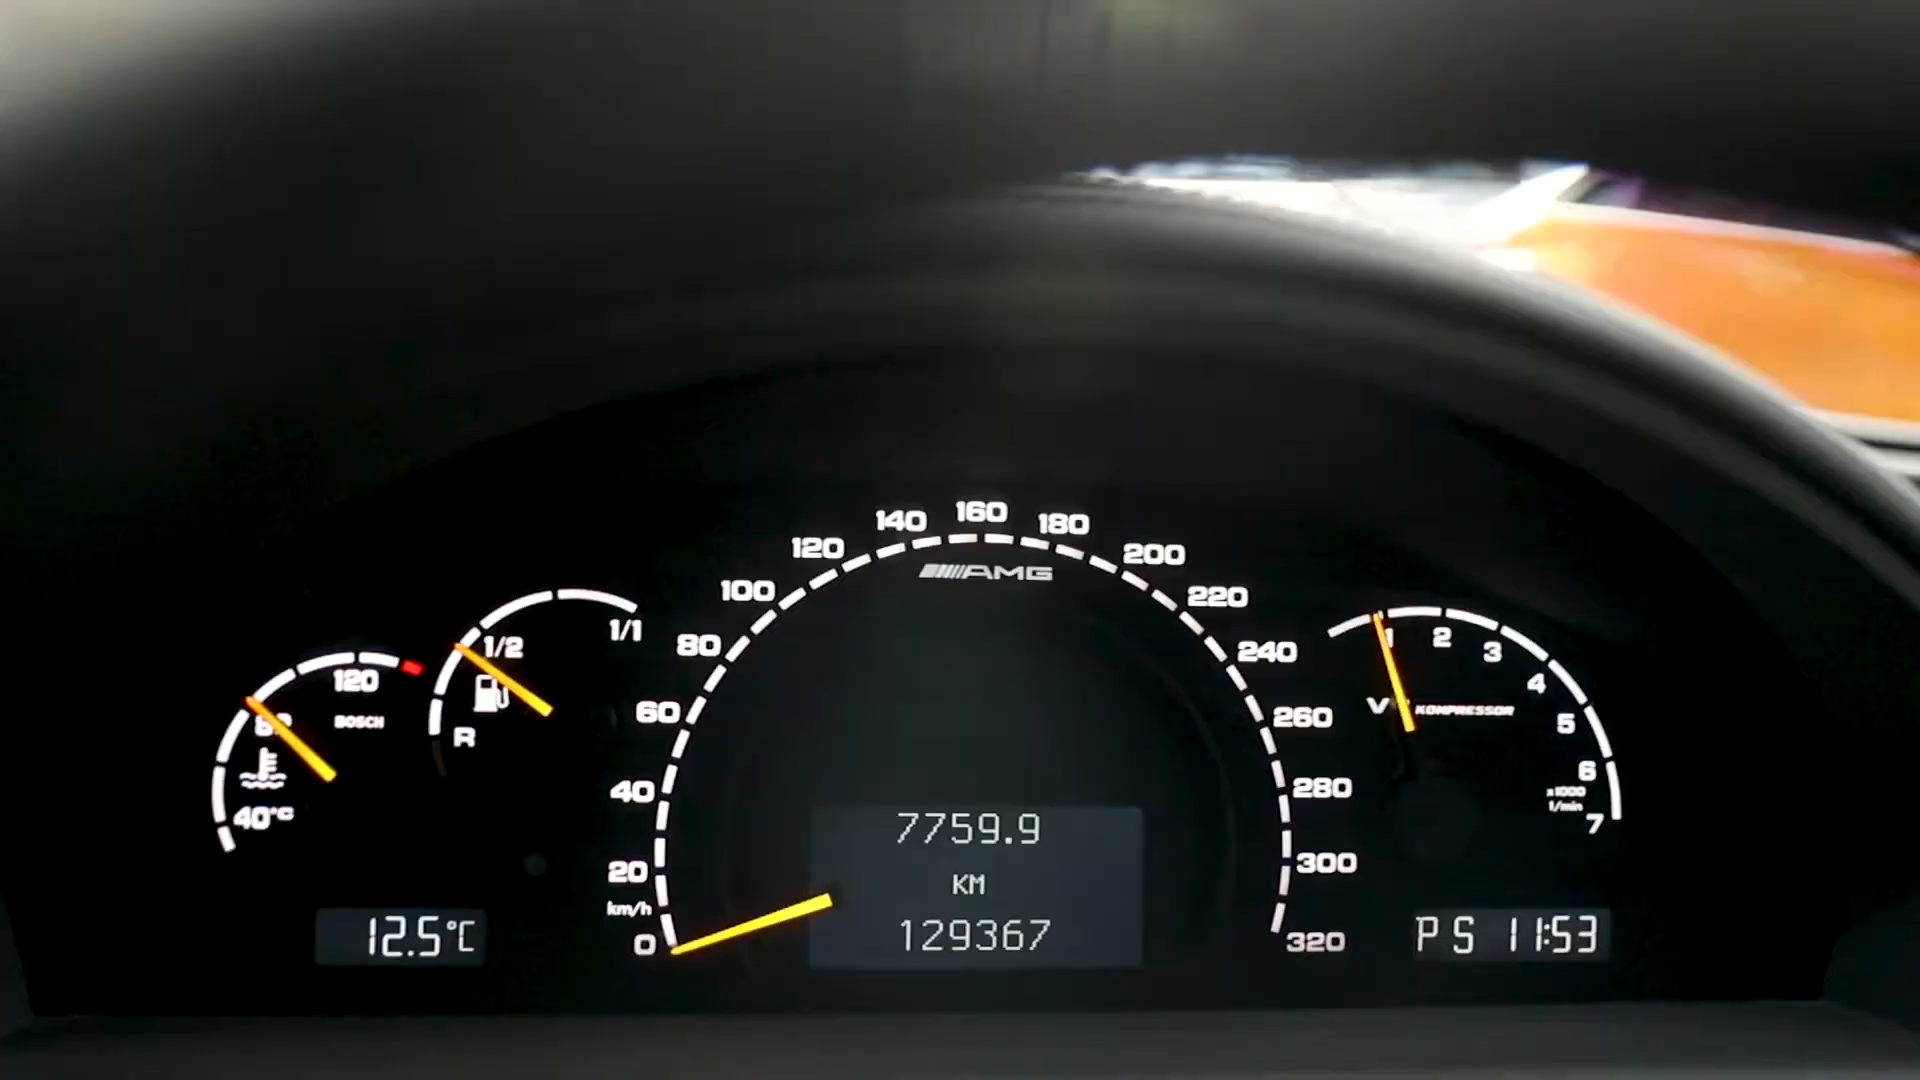 140 160 180
120 200
AMG
100 220
1/2 1/1
80 240
1 2 3
120
4
60 260
V KOMPRESSOR
BOSCH
5
R
6
40 280
x1000
1/min
40°C
7
7759.9
20 300
KM
km/h
12.5°C
129367
P S 11:53
0 320